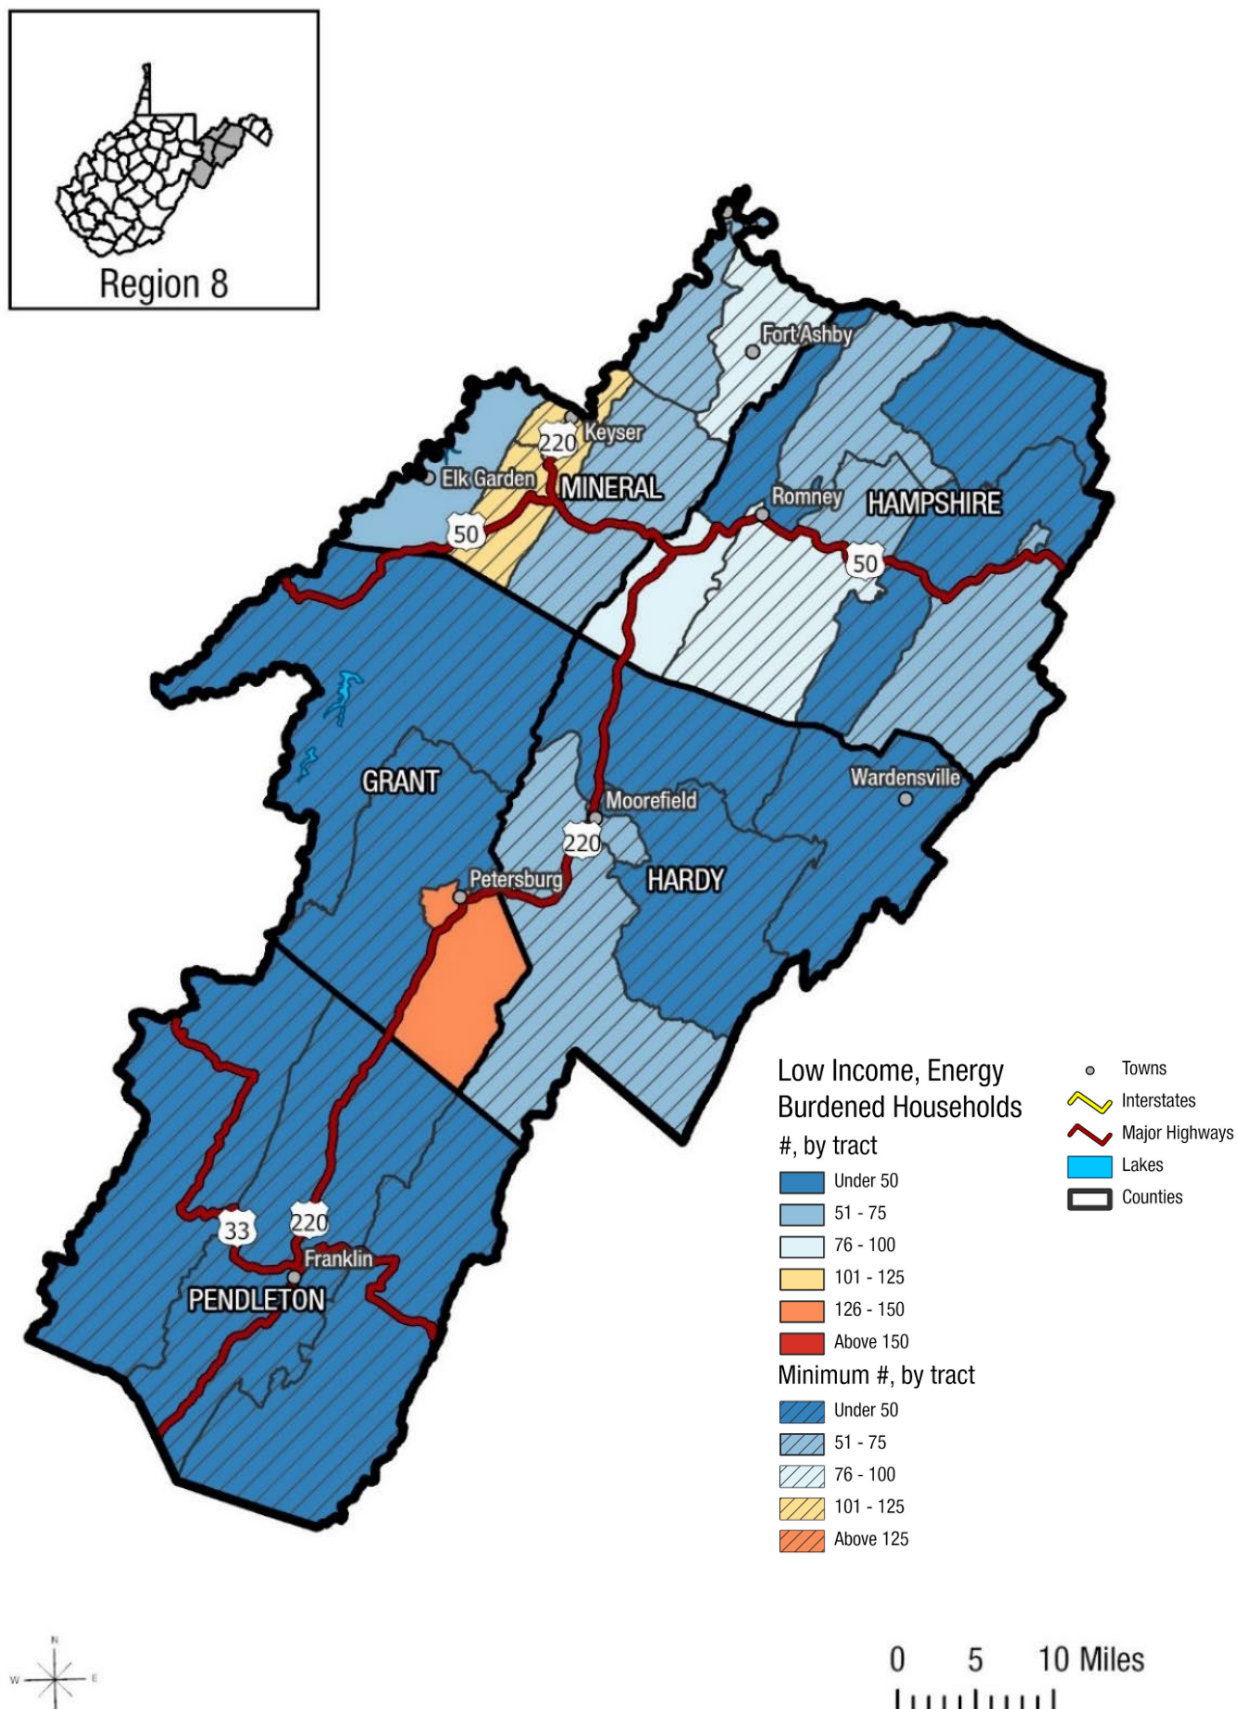 Region 8
Fort Ashby
Keyser
220
Elk Garden
MINERAL
Romney
HAMPSHIRE
50
50
GRANT
Wardensville
Moorefield
220
Petersburg
HARDY
33
220
Franklin
PENDLETON
Low Income, Energy
Burdened Households
#, by tract
Under 50
51 - 75
76 - 100
101 - 125
126 - 150
Above 150
Minimum #, by tract
Under 50
51 - 75
76 - 100
101 - 125
Above 125
Towns
Interstates
Major Highways
Lakes
Counties
N
W E
0 5 10 Miles